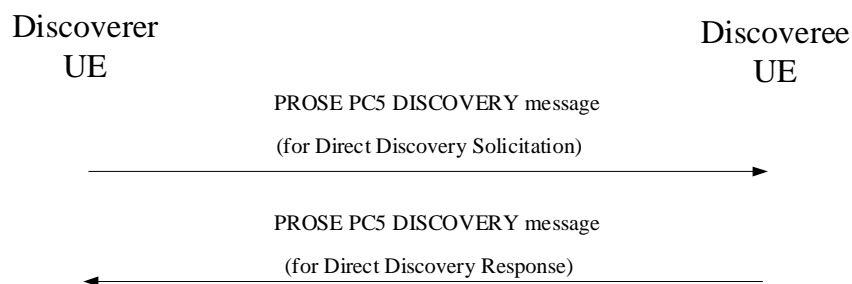 Discoverer
UE
Discoveree
UE
PROSE PC5 DISCOVERY message
(for Direct Discovery Solicitation)
PROSE PC5 DISCOVERY message
(for Direct Discovery Response)